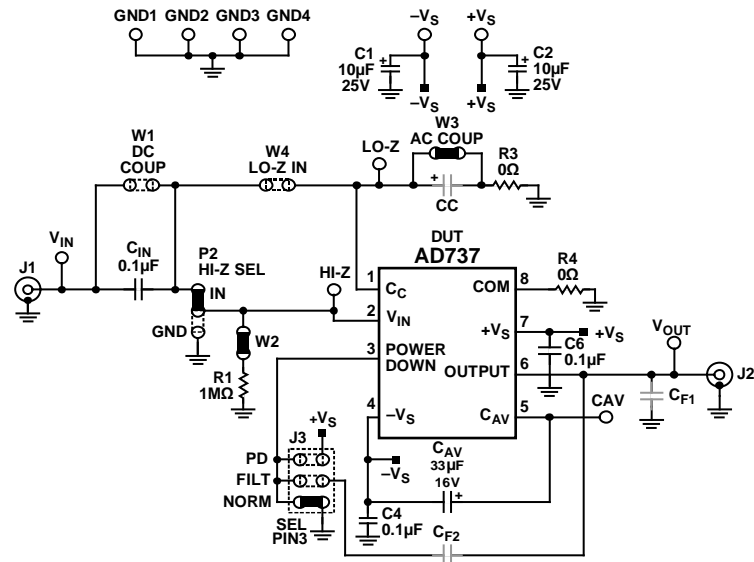 GND1 GND2 GND3 GND4
–VS +VS
C1
10µF
25V
C2
10µF
25V
–VS +VS
W1
DC
COUP
W4
LO-Z IN
LO-Z
W3
AC COUP
CC
R3
0Ω
VIN
J1
CIN
0.1µF
P2
HI-Z SEL
IN
GND
HI-Z
W2
R1
1MΩ
DUT
AD737
1 CC
2 VIN
3 POWER
DOWN
4 –VS
COM 8
+VS 7
OUTPUT 6
CAV 5
R4
0Ω
+VS
C6
0.1µF
VOUT
J2
CF1
CAV
+VS
J3
PD
FILT
NORM
SEL
PIN3
–VS
CAV
33µF
16V
C4
0.1µF
CF2